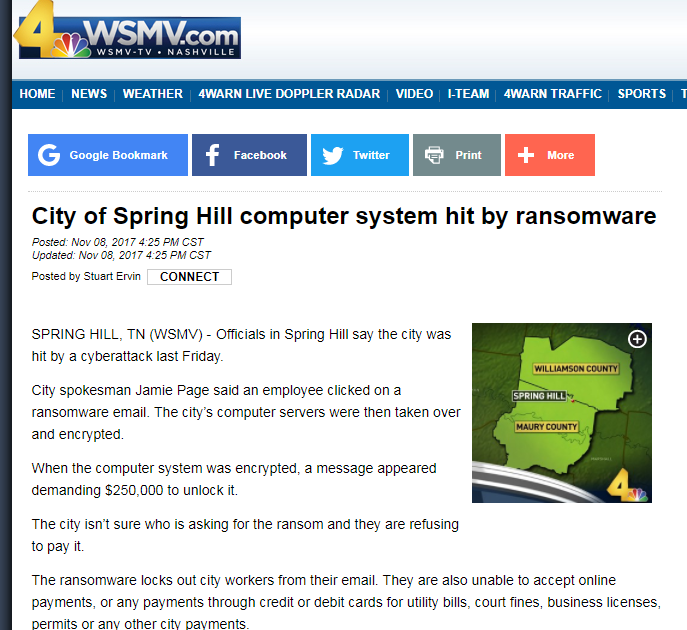 4 WSMV.com
WSMV-TV • NASHVILLE
HOME NEWS WEATHER 4WARN LIVE DOPPLER RADAR VIDEO I-TEAM 4WARN TRAFFIC SPORTS T
Google Bookmark Facebook Twitter Print More
City of Spring Hill computer system hit by ransomware
Posted: Nov 08, 2017 4:25 PM CST
Updated: Nov 08, 2017 4:25 PM CST
Posted by Stuart Ervin CONNECT
SPRING HILL, TN (WSMV) - Officials in Spring Hill say the city was
hit by a cyberattack last Friday.
City spokesman Jamie Page said an employee clicked on a
ransomware email. The city's computer servers were then taken over
and encrypted.
When the computer system was encrypted, a message appeared
demanding $250,000 to unlock it.
The city isn't sure who is asking for the ransom and they are refusing
to pay it.
WILLIAMSON COUNTY
SPRING HILL
MAURY COUNTY
4
The ransomware locks out city workers from their email. They are also unable to accept online
payments, or any payments through credit or debit cards for utility bills, court fines, business licenses,
permits or any other city payments.